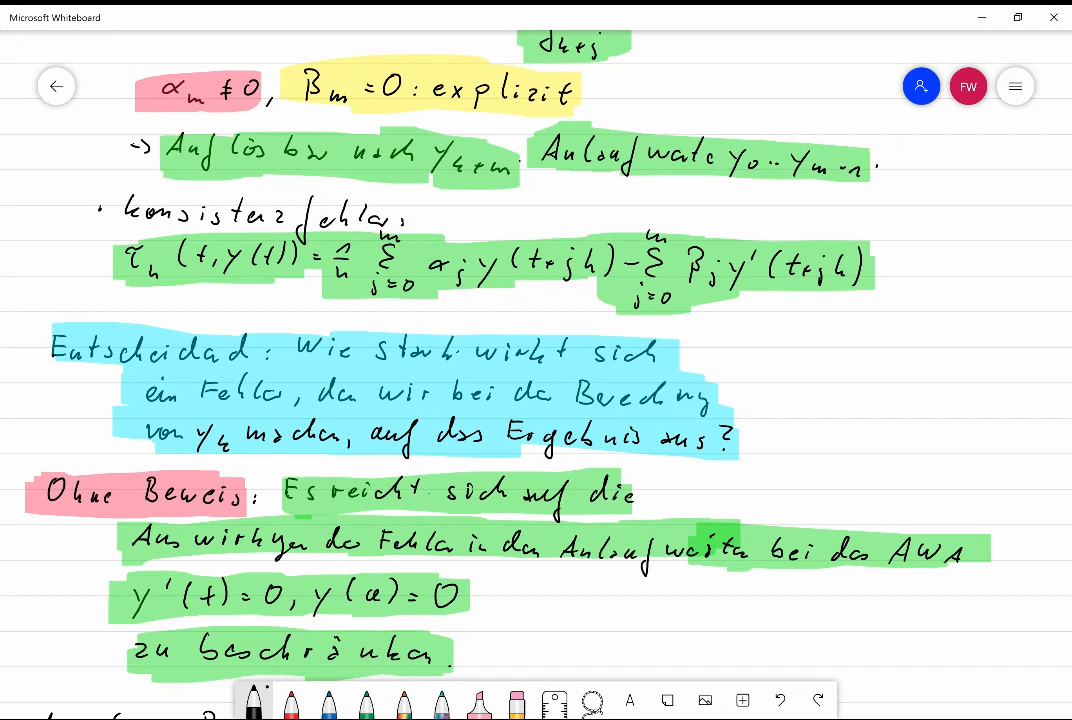 Microsoft Whiteboard
y_{k+j}
α_m ≠ 0, β_m = 0 : explizit
FW
-> Auflösbar nach y_{k+m}. Anlaufwerte y_0 .. y_{m-1}.
· Konsistenzfehler
τ_h (t, y(t)) = 1/h Σ_{j=0}^{m} α_j y(t+jh) - Σ_{j=0}^{m} β_j y'(t+jh)
Entscheidend: Wie stark wirkt sich
ein Fehler, den wir bei der Berechnung
von y_k machen, auf das Ergebnis aus?
Ohne Beweis: Es reicht sich auf die
Auswirkungen der Fehler in den Anlaufwerten bei der AWA
y'(t) = 0, y(a) = 0
zu beschränken.
A